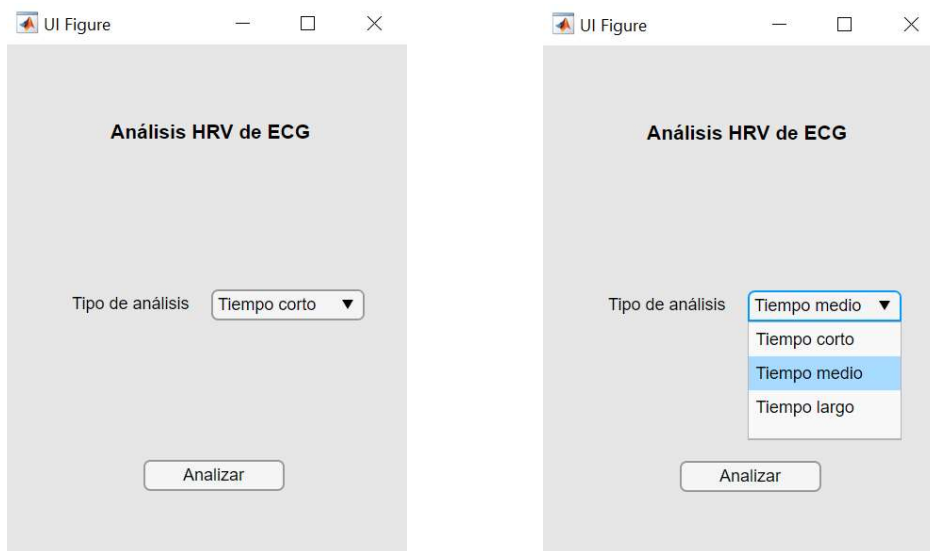 UI Figure
Análisis HRV de ECG
Tipo de análisis
Tiempo corto
Analizar
UI Figure
Análisis HRV de ECG
Tipo de análisis
Tiempo medio
Tiempo corto
Tiempo medio
Tiempo largo
Analizar